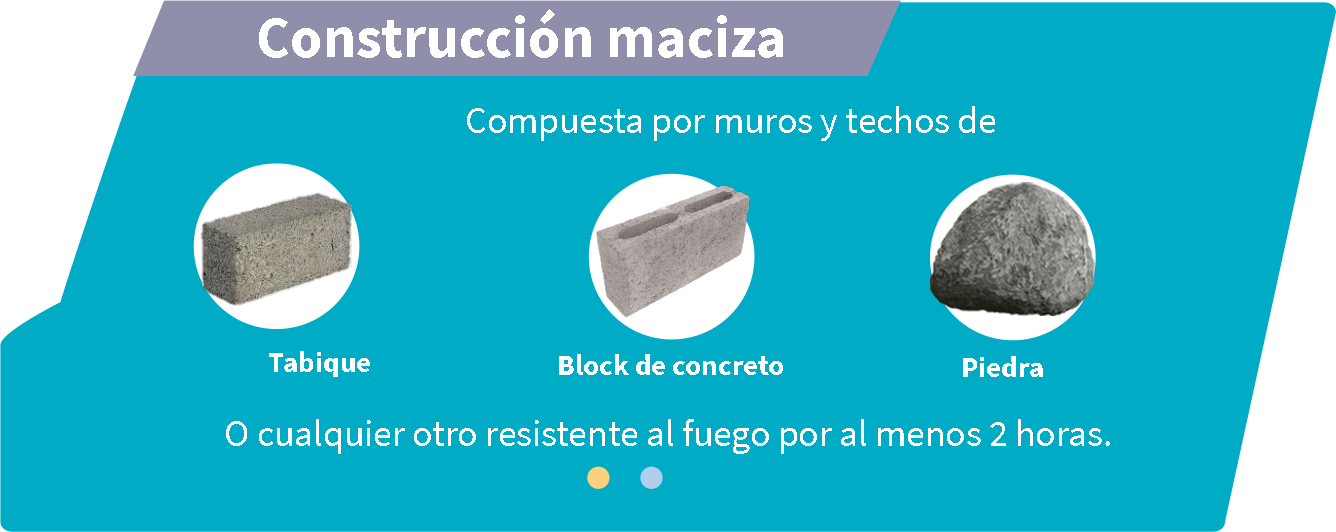 Construcción maciza
Compuesta por muros y techos de
Tabique
Block de concreto
Piedra
O cualquier otro resistente al fuego por al menos 2 horas.